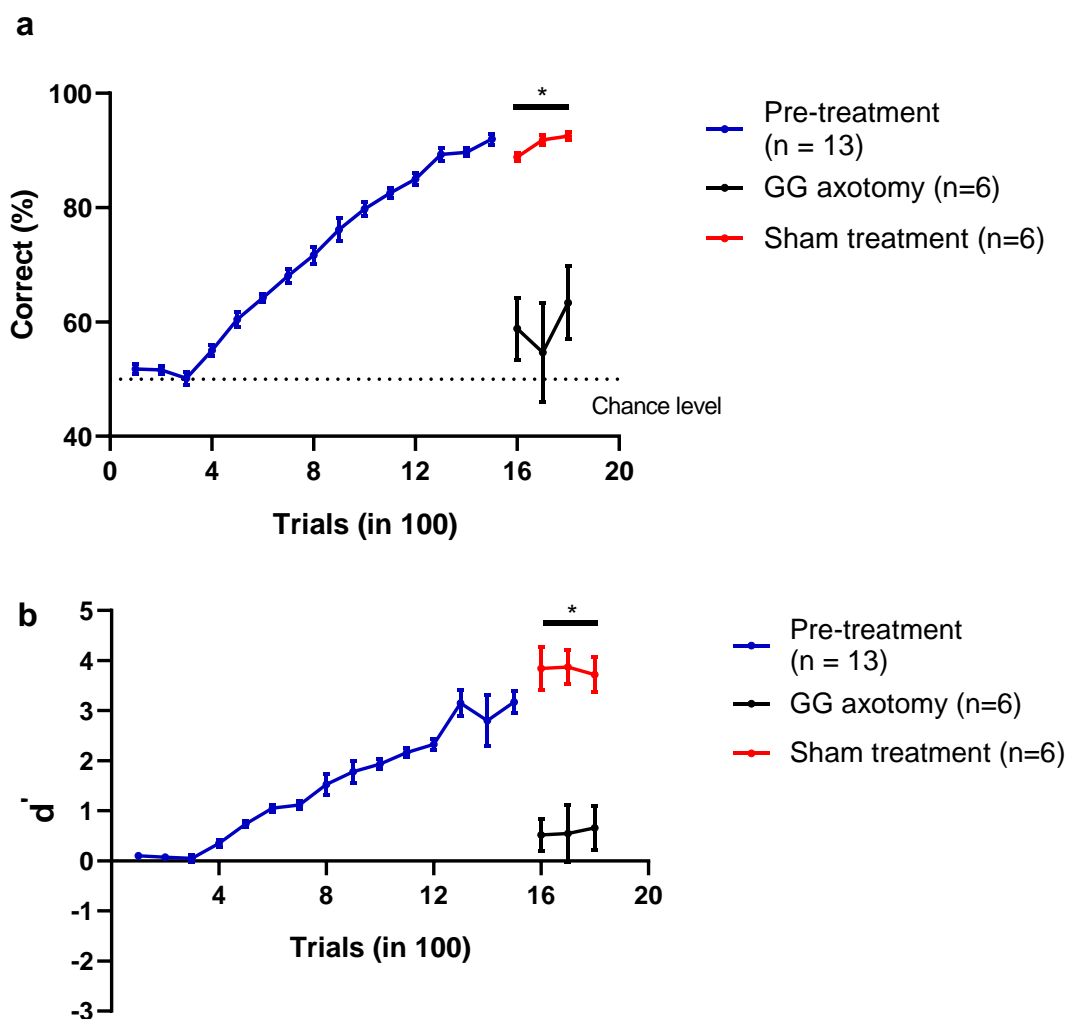 a
*
100
80
60
40
Correct (%)
Chance level
0 4 8 12 16 20
Trials (in 100)
Pre-treatment
(n = 13)
GG axotomy (n=6)
Sham treatment (n=6)
b
*
5
4
3
2
1
0
-1
-2
-3
d'
4 8 12 16 20
Trials (in 100)
Pre-treatment
(n = 13)
GG axotomy (n=6)
Sham treatment (n=6)